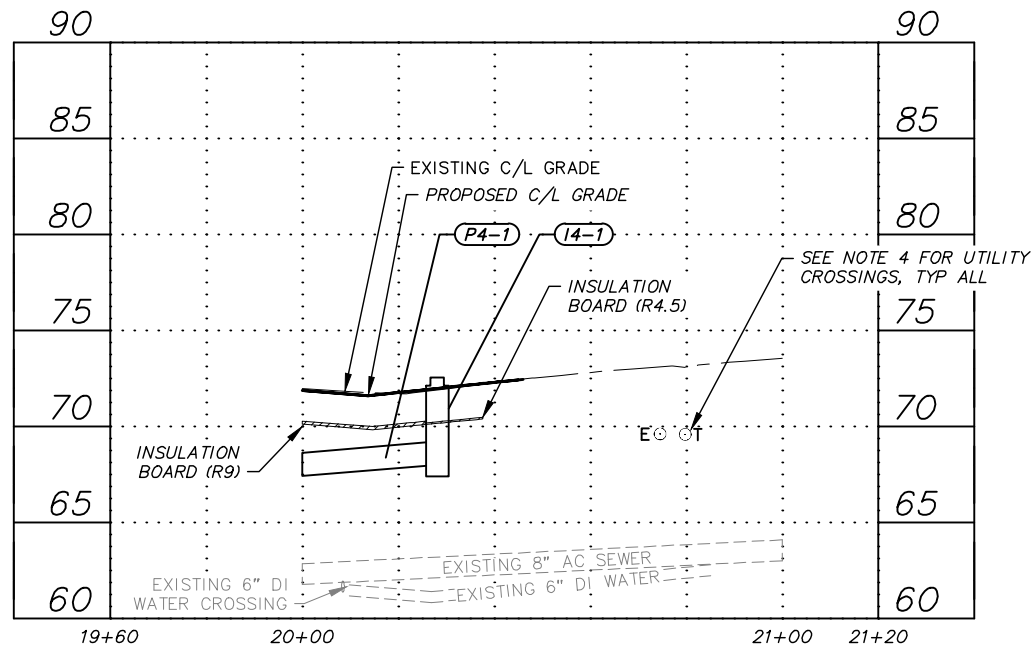 90 90
85 85
EXISTING C/L GRADE
PROPOSED C/L GRADE
80 80
P4-1 I4-1
SEE NOTE 4 FOR UTILITY
CROSSINGS, TYP ALL
INSULATION
BOARD (R4.5)
75 75
70 70
E T
INSULATION
BOARD (R9)
65 65
EXISTING 8" AC SEWER
EXISTING 6" DI WATER
EXISTING 6" DI
WATER CROSSING
60 60
19+60 20+00 21+00 21+20